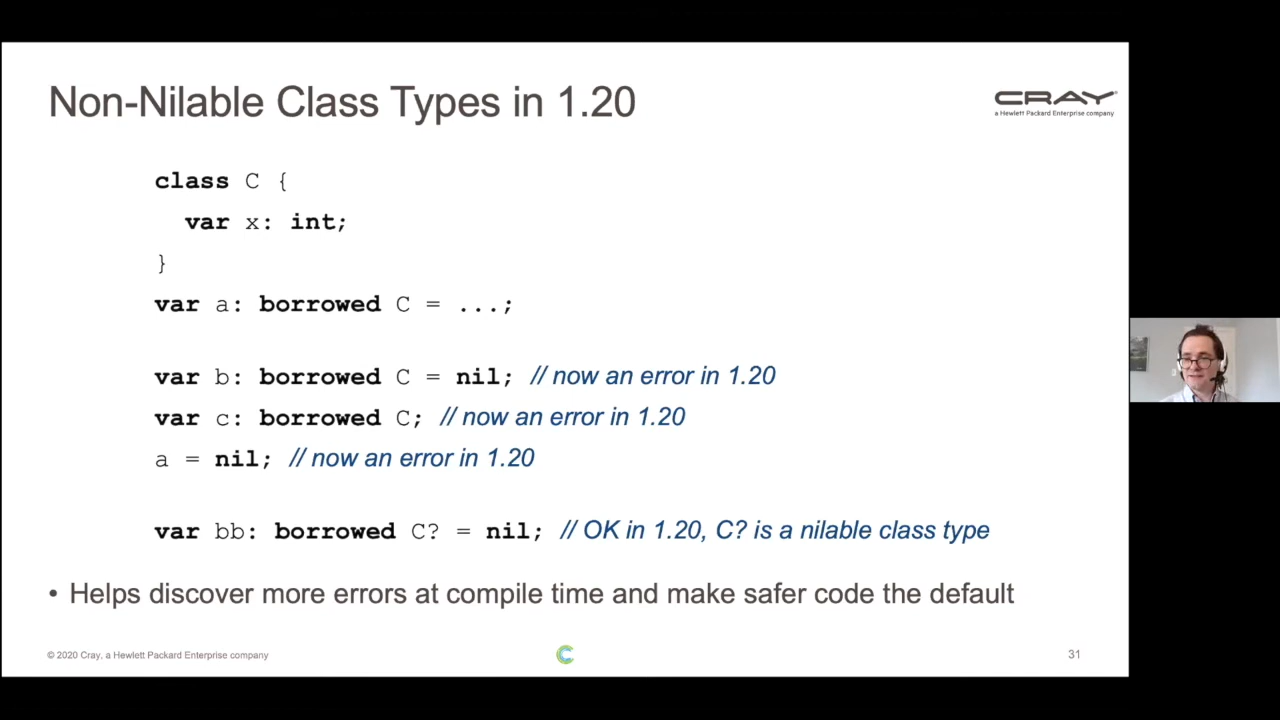 Non-Nilable Class Types in 1.20
CRAY
a Hewlett Packard Enterprise company
class C {
var x: int;
}
var a: borrowed C = ...;
var b: borrowed C = nil; // now an error in 1.20
var c: borrowed C; // now an error in 1.20
a = nil; // now an error in 1.20
var bb: borrowed C? = nil; // OK in 1.20, C? is a nilable class type
• Helps discover more errors at compile time and make safer code the default
© 2020 Cray, a Hewlett Packard Enterprise company
31